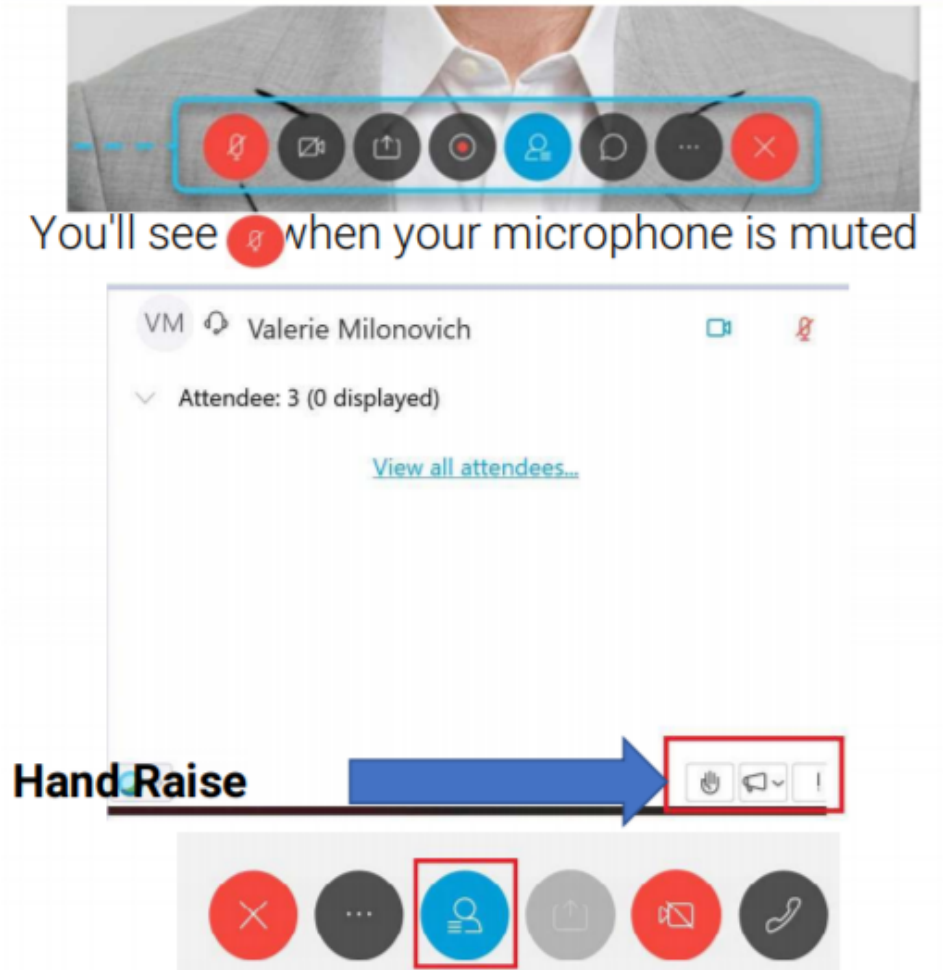 You'll see when your microphone is muted
VM Valerie Milonovich
Attendee: 3 (0 displayed)
View all attendees...
Hand Raise